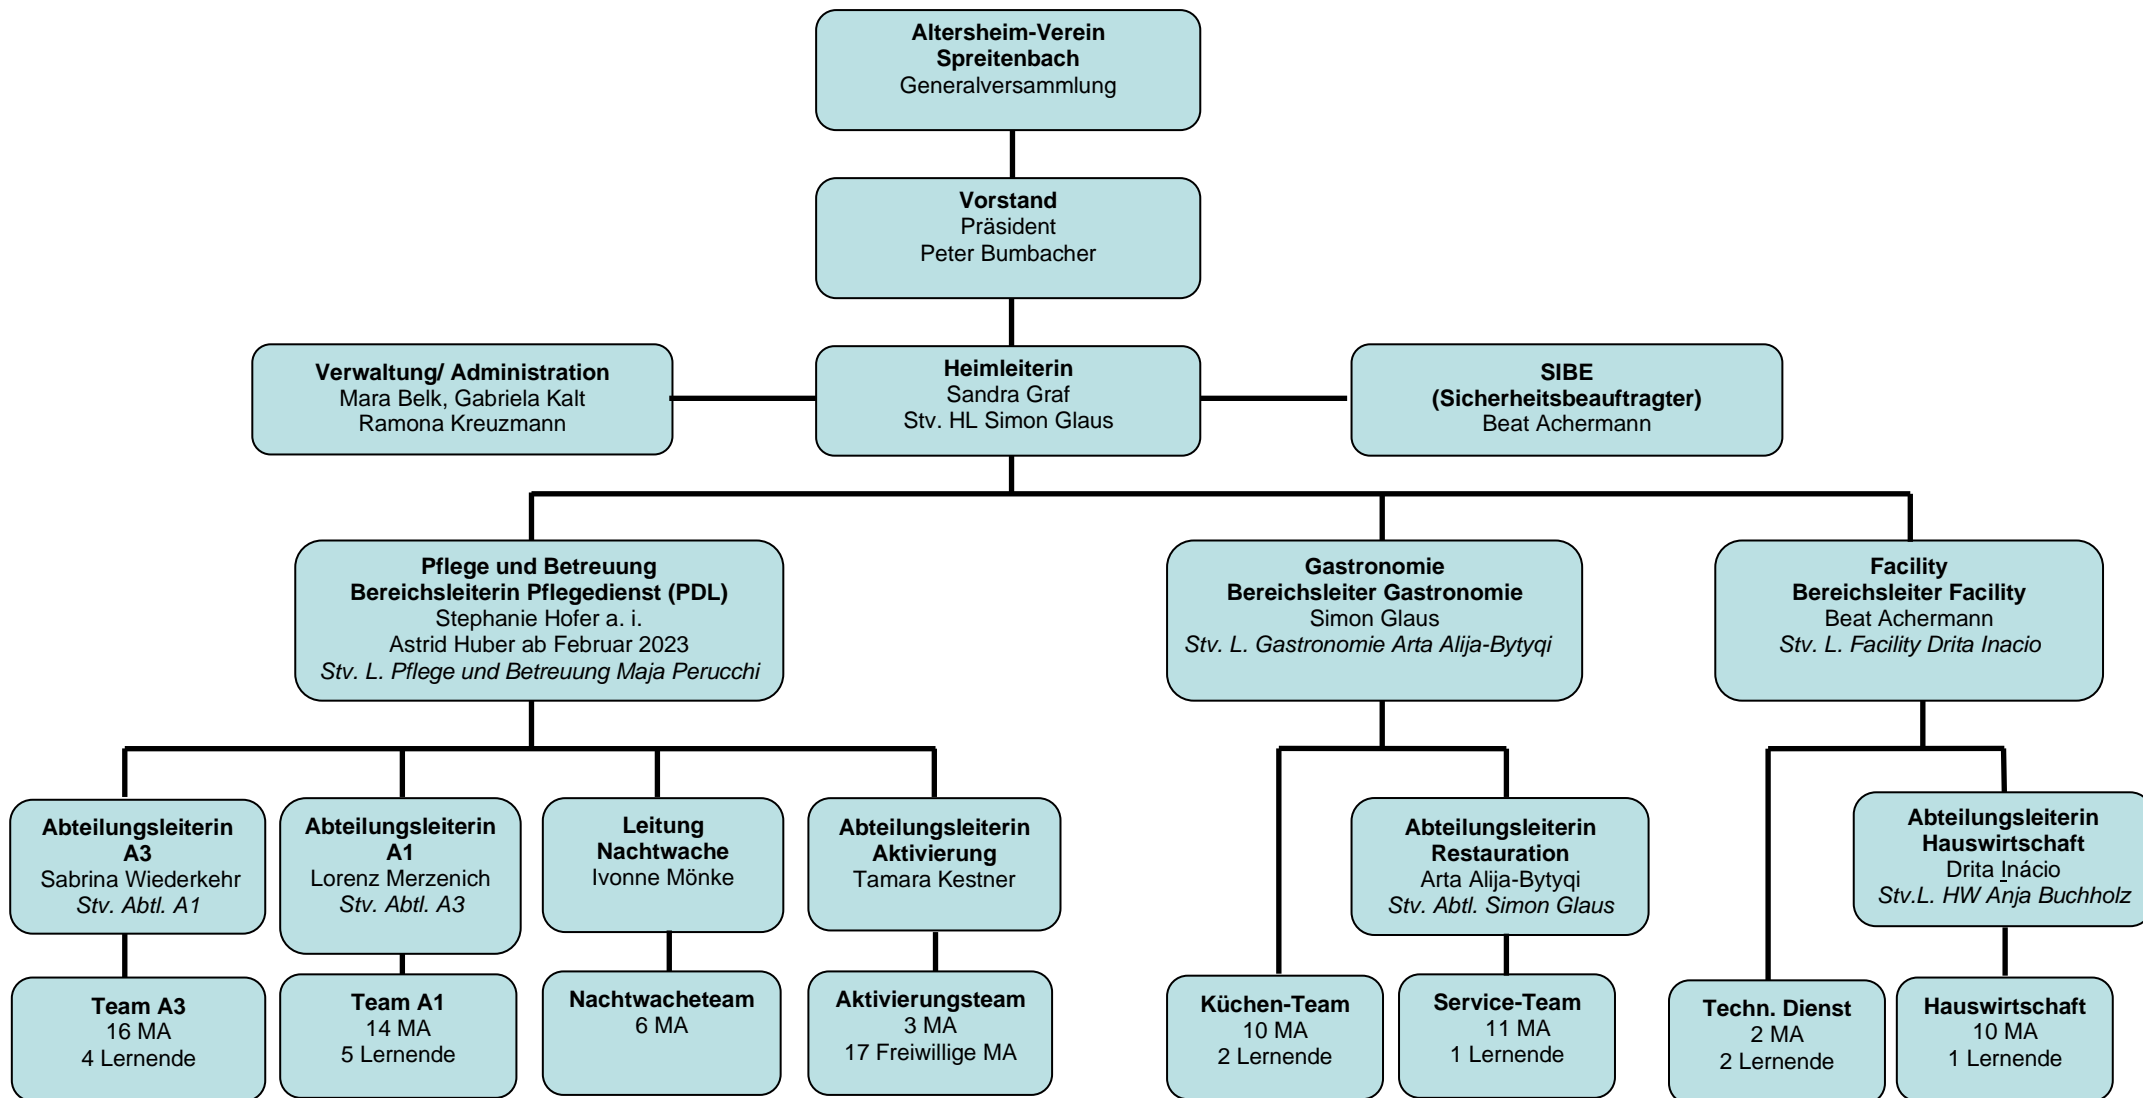 Altersheim-Verein
Spreitenbach
Generalversammlung
Vorstand
Präsident
Peter Bumbacher
Verwaltung/ Administration
Mara Belk, Gabriela Kalt
Ramona Kreuzmann
Heimleiterin
Sandra Graf
Stv. HL Simon Glaus
SIBE
(Sicherheitsbeauftragter)
Beat Achermann
Pflege und Betreuung
Bereichsleiterin Pflegedienst (PDL)
Stephanie Hofer a. i.
Astrid Huber ab Februar 2023
Stv. L. Pflege und Betreuung Maja Perucchi
Gastronomie
Bereichsleiter Gastronomie
Simon Glaus
Stv. L. Gastronomie Arta Alija-Bytyqi
Facility
Bereichsleiter Facility
Beat Achermann
Stv. L. Facility Drita Inacio
Abteilungsleiterin
A3
Sabrina Wiederkehr
Stv. Abtl. A1
Abteilungsleiterin
A1
Lorenz Merzenich
Stv. Abtl. A3
Leitung
Nachtwache
Ivonne Mönke
Abteilungsleiterin
Aktivierung
Tamara Kestner
Abteilungsleiterin
Restauration
Arta Alija-Bytyqi
Stv. Abtl. Simon Glaus
Abteilungsleiterin
Hauswirtschaft
Drita Inácio
Stv.L. HW Anja Buchholz
Team A3
16 MA
4 Lernende
Team A1
14 MA
5 Lernende
Nachtwacheteam
6 MA
Aktivierungsteam
3 MA
17 Freiwillige MA
Küchen-Team
10 MA
2 Lernende
Service-Team
11 MA
1 Lernende
Techn. Dienst
2 MA
2 Lernende
Hauswirtschaft
10 MA
1 Lernende